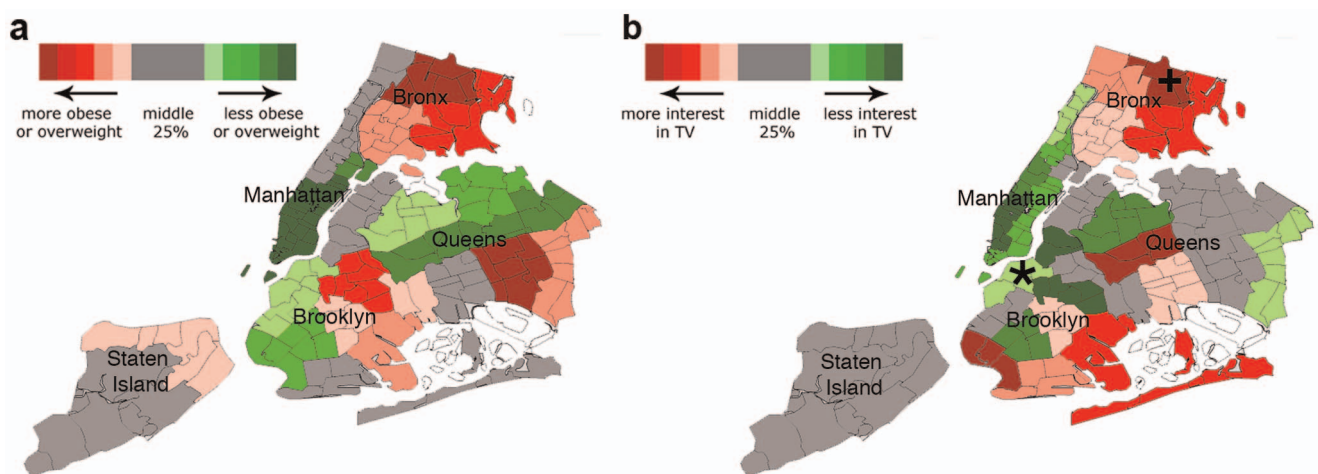 a
more obese
or overweight
middle
25%
less obese
or overweight
Bronx
Manhattan
Queens
Brooklyn
Staten
Island
b
more interest
in TV
middle
25%
less interest
in TV
+
Bronx
Manhattan
Queens
*
Brooklyn
Staten
Island